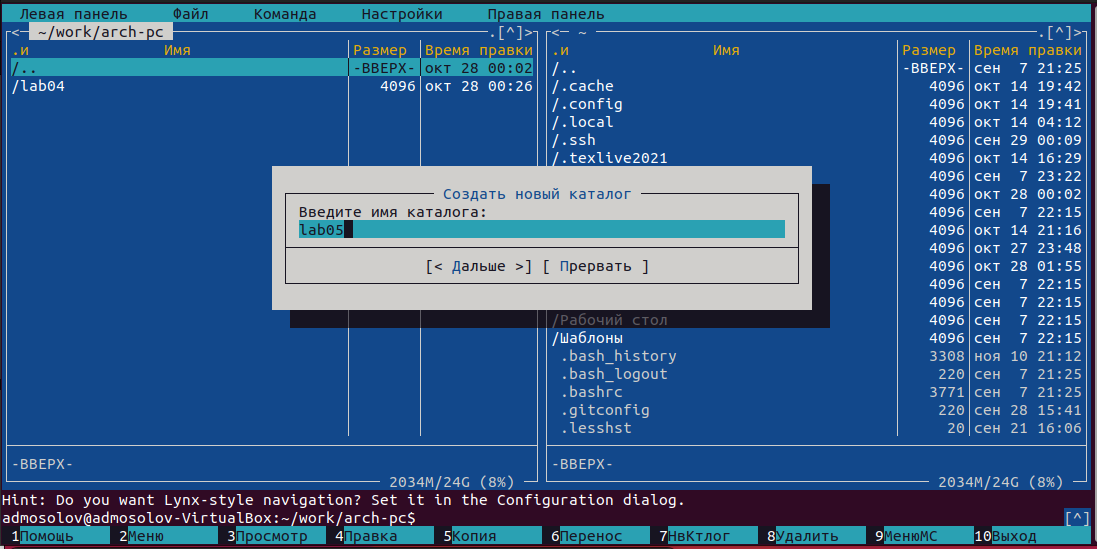 Левая панель Файл Команда Настройки Правая панель
<- ~/work/arch-pc .[^]> <- ~ .[^]>
.и Имя Размер Время правки .и Имя Размер Время правки
/.. -ВВЕРХ- окт 28 00:02 /.. -ВВЕРХ- сен 7 21:25
/lab04 4096 окт 28 00:26 /.cache 4096 окт 14 19:42
/.config 4096 окт 14 19:41
/.local 4096 окт 14 04:12
/.ssh 4096 сен 29 00:09
/.texlive2021 4096 окт 14 16:29
4096 сен 7 23:22
Создать новый каталог 4096 окт 28 00:02
Введите имя каталога: 4096 сен 7 22:15
lab05 4096 окт 14 21:16
4096 окт 27 23:48
[< Дальше >] [ Прервать ] 4096 окт 28 01:55
4096 сен 7 22:15
4096 сен 7 22:15
/Рабочий стол 4096 сен 7 22:15
/Шаблоны 4096 сен 7 22:15
.bash_history 3308 ноя 10 21:12
.bash_logout 220 сен 7 21:25
.bashrc 3771 сен 7 21:25
.gitconfig 220 сен 28 15:41
.lesshst 20 сен 21 16:06
-ВВЕРХ- -ВВЕРХ-
2034M/24G (8%) 2034M/24G (8%)
Hint: Do you want Lynx-style navigation? Set it in the Configuration dialog.
admosolov@admosolov-VirtualBox:~/work/arch-pc$ [^]
1Помощь 2Меню 3Просмотр 4Правка 5Копия 6Перенос 7НвКтлог 8Удалить 9МенюMC 10Выход